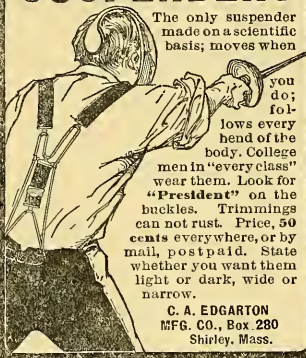 The only suspender
made on a scientific
basis; moves when
you
do;
fol-
lows every
bend of the
body. College
men in "every class"
wear them. Look for
"President" on the
buckles. Trimmings
can not rust. Price, 50
cents everywhere, or by
mail, postpaid. State
whether you want them
light or dark, wide or
narrow.
C. A. EDGARTON
MFG. CO., Box 280
Shirley, Mass.